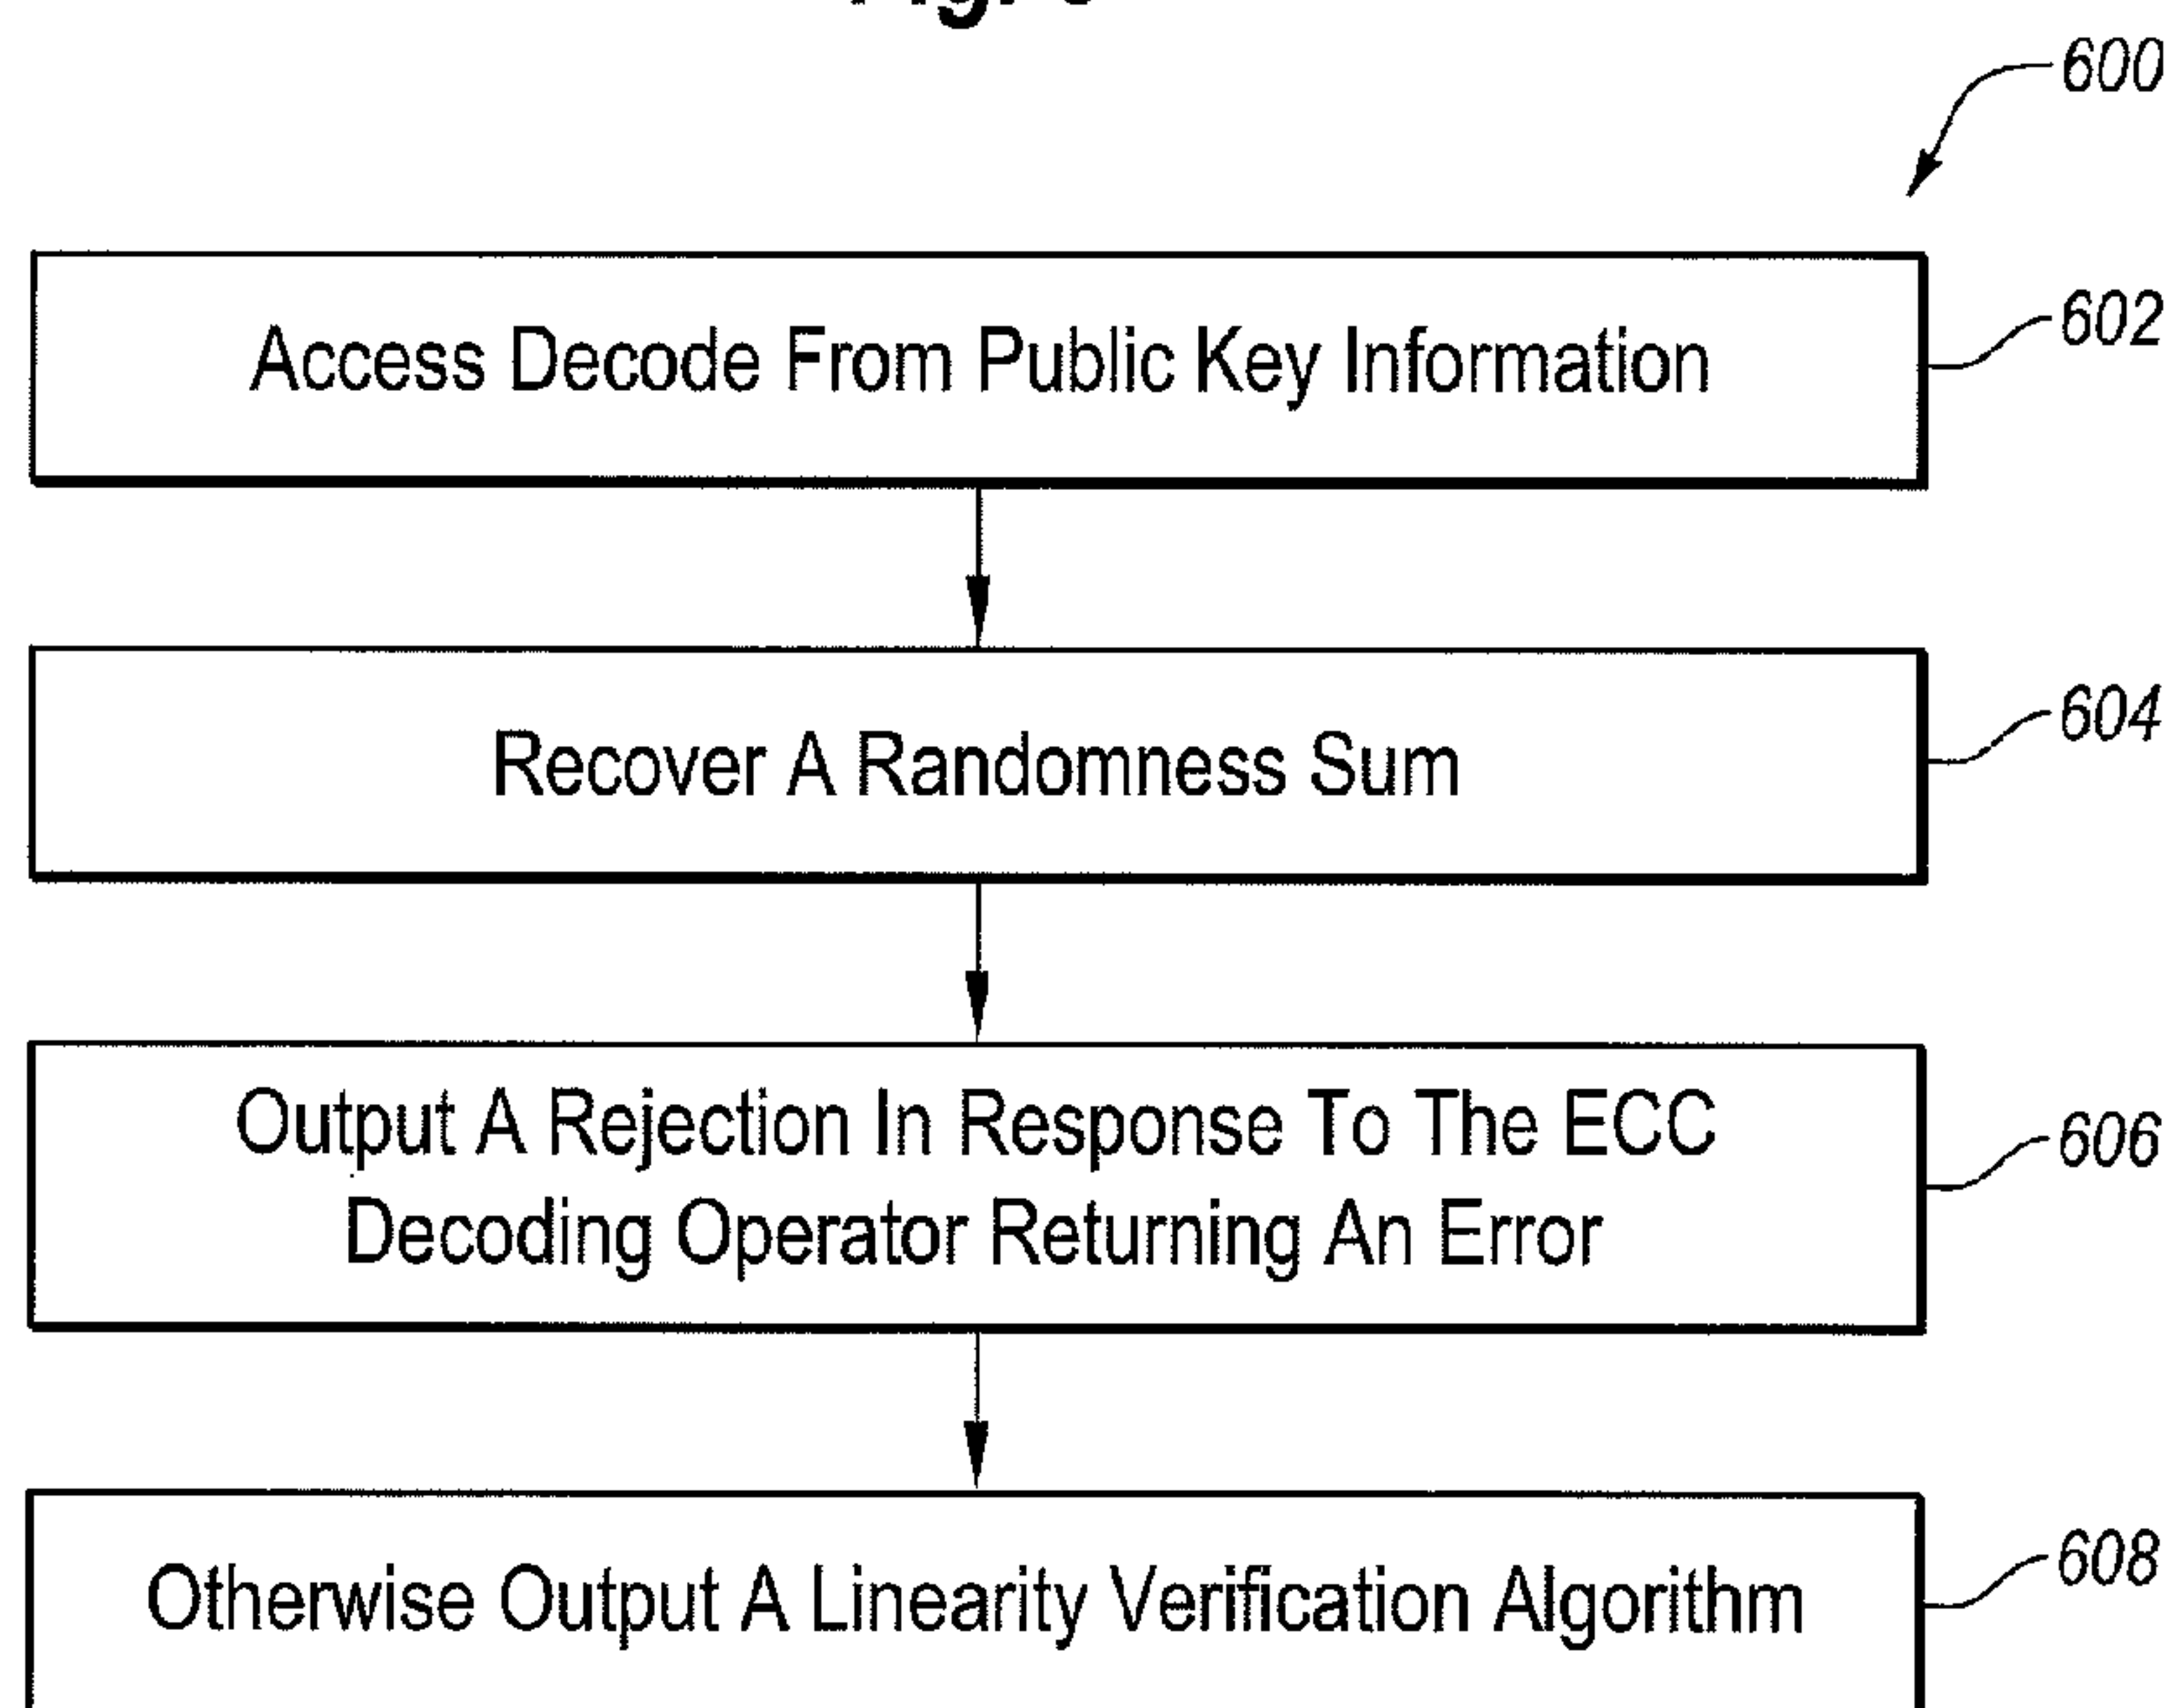 600
Access Decode From Public Key Information
602
Recover A Randomness Sum
604
Output A Rejection In Response To The ECC
Decoding Operator Returning An Error
606
Otherwise Output A Linearity Verification Algorithm
608